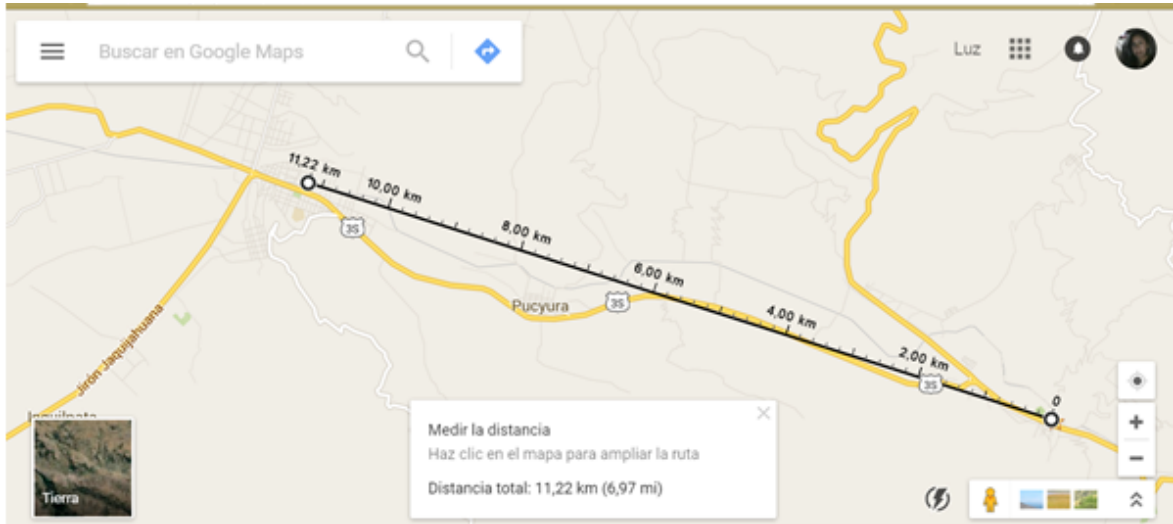 Buscar en Google Maps
Luz
11,22 km
10,00 km
8,00 km
6,00 km
4,00 km
2,00 km
0
3S
Pucyura
3S
3S
Jirón Jaquijahuana
Medir la distancia
Haz clic en el mapa para ampliar la ruta
Distancia total: 11,22 km (6,97 mi)
Tierra